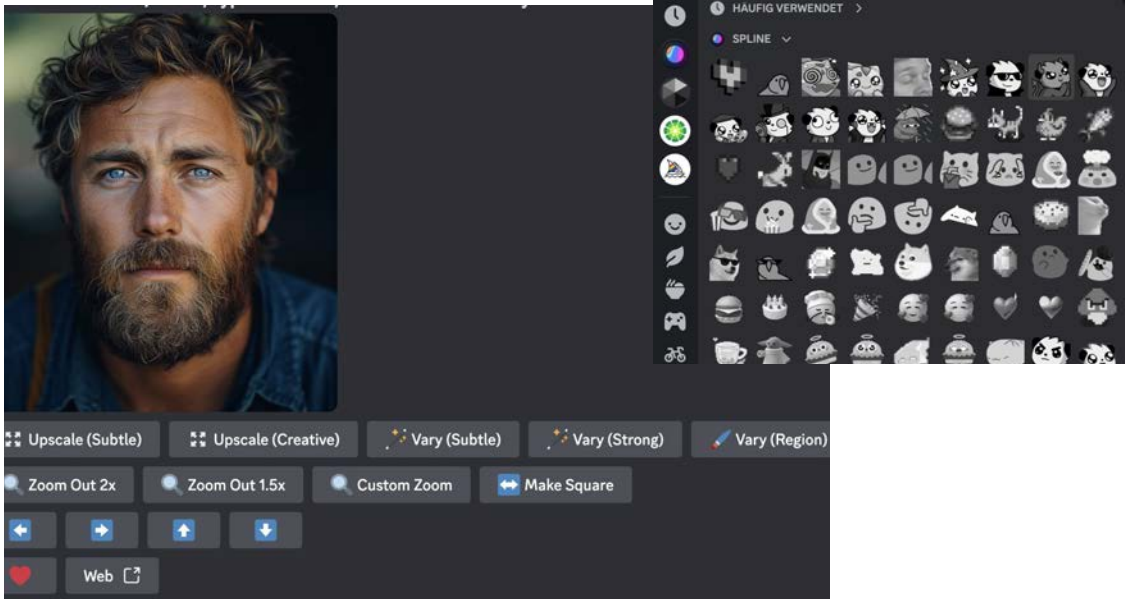 HÄUFIG VERWENDET
SPLINE
Upscale (Subtle) Upscale (Creative) Vary (Subtle) Vary (Strong) Vary (Region)
Zoom Out 2x Zoom Out 1.5x Custom Zoom Make Square
Web